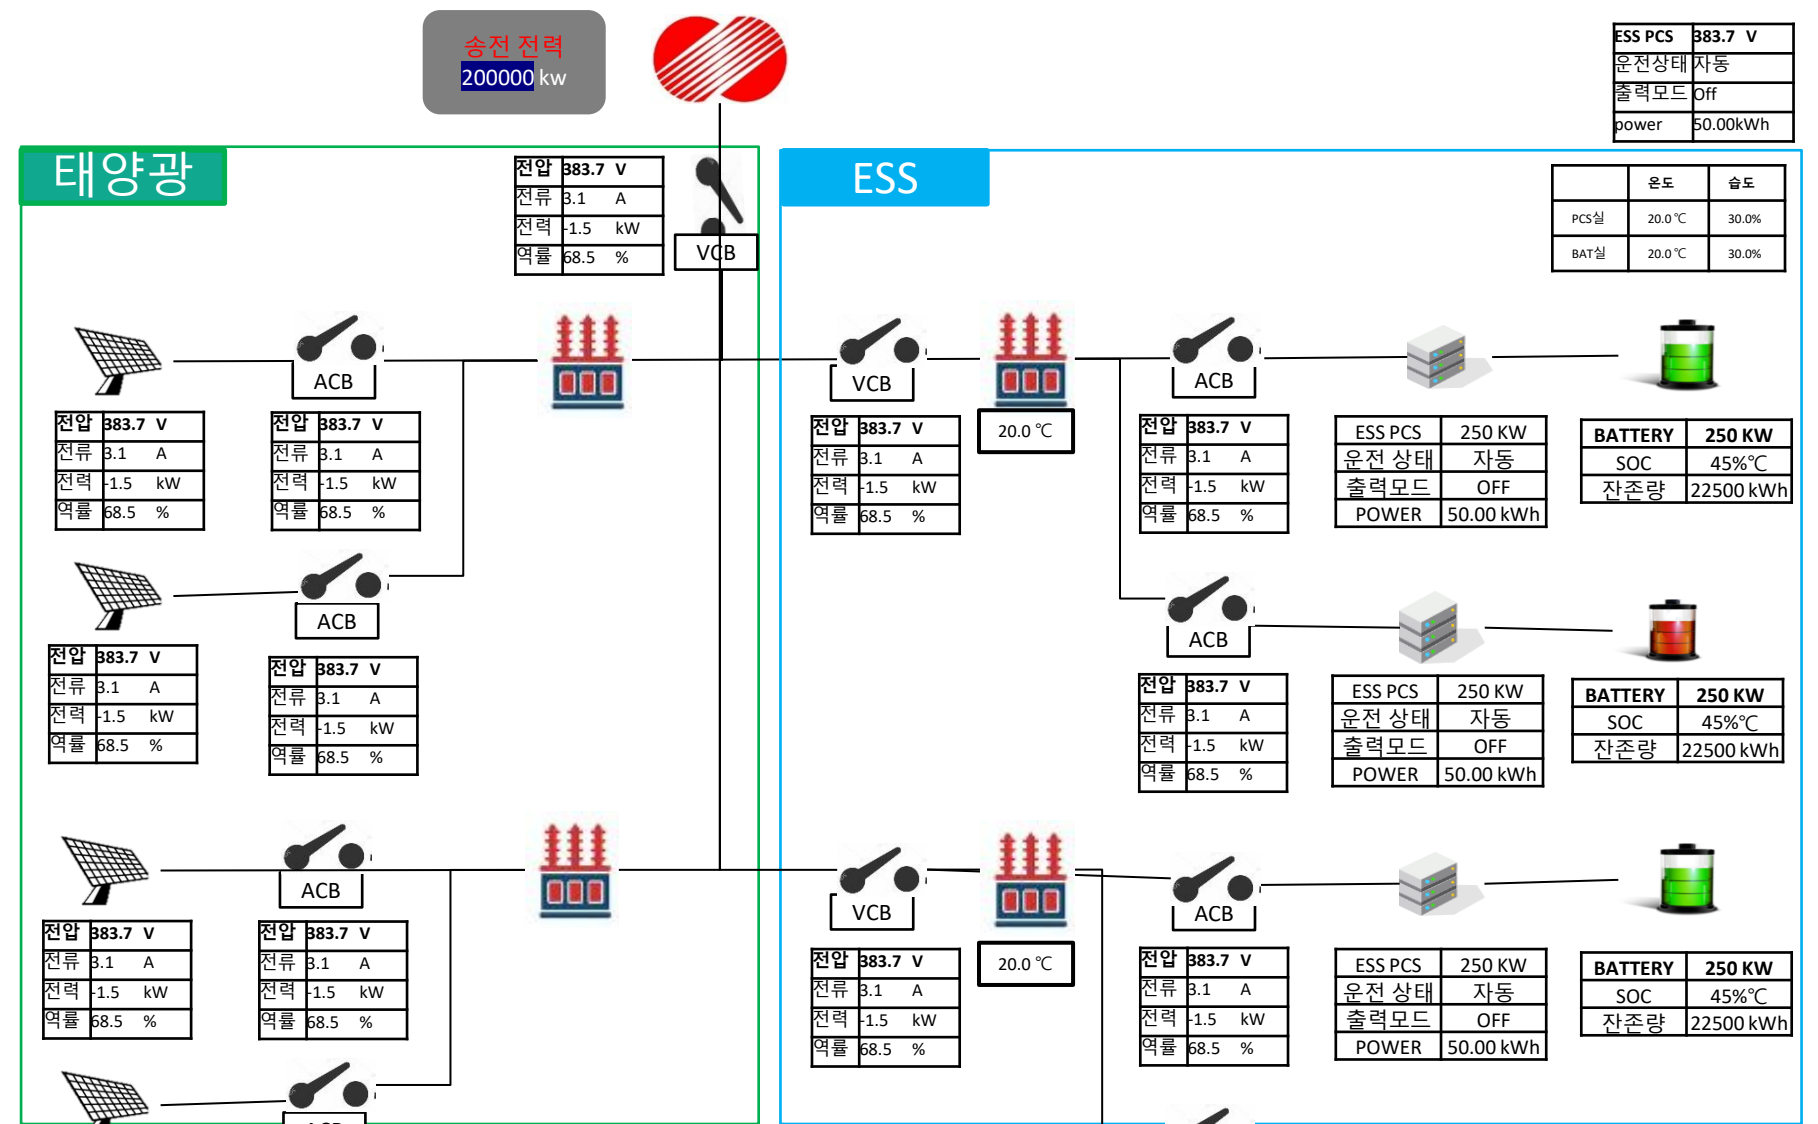 송전 전력
200000 kw
ESS PCS 383.7 V
운전상태 자동
출력모드 Off
power 50.00kWh
태양광
전압 383.7 V
전류 3.1 A
전력 -1.5 kW
역률 68.5 %
VCB
ESS
온도 습도
PCS실 20.0℃ 30.0%
BAT실 20.0℃ 30.0%
ACB
VCB
ACB
전압 383.7 V
전류 3.1 A
전력 -1.5 kW
역률 68.5 %
전압 383.7 V
전류 3.1 A
전력 -1.5 kW
역률 68.5 %
전압 383.7 V
전류 3.1 A
전력 -1.5 kW
역률 68.5 %
20.0 ℃
전압 383.7 V
전류 3.1 A
전력 -1.5 kW
역률 68.5 %
ESS PCS 250 KW
운전 상태 자동
출력모드 OFF
POWER 50.00 kWh
BATTERY 250 KW
SOC 45%℃
잔존량 22500 kWh
ACB
ACB
전압 383.7 V
전류 3.1 A
전력 -1.5 kW
역률 68.5 %
전압 383.7 V
전류 3.1 A
전력 -1.5 kW
역률 68.5 %
전압 383.7 V
전류 3.1 A
전력 -1.5 kW
역률 68.5 %
ESS PCS 250 KW
운전 상태 자동
출력모드 OFF
POWER 50.00 kWh
BATTERY 250 KW
SOC 45%℃
잔존량 22500 kWh
ACB
VCB
ACB
전압 383.7 V
전류 3.1 A
전력 -1.5 kW
역률 68.5 %
전압 383.7 V
전류 3.1 A
전력 -1.5 kW
역률 68.5 %
전압 383.7 V
전류 3.1 A
전력 -1.5 kW
역률 68.5 %
20.0 ℃
전압 383.7 V
전류 3.1 A
전력 -1.5 kW
역률 68.5 %
ESS PCS 250 KW
운전 상태 자동
출력모드 OFF
POWER 50.00 kWh
BATTERY 250 KW
SOC 45%℃
잔존량 22500 kWh